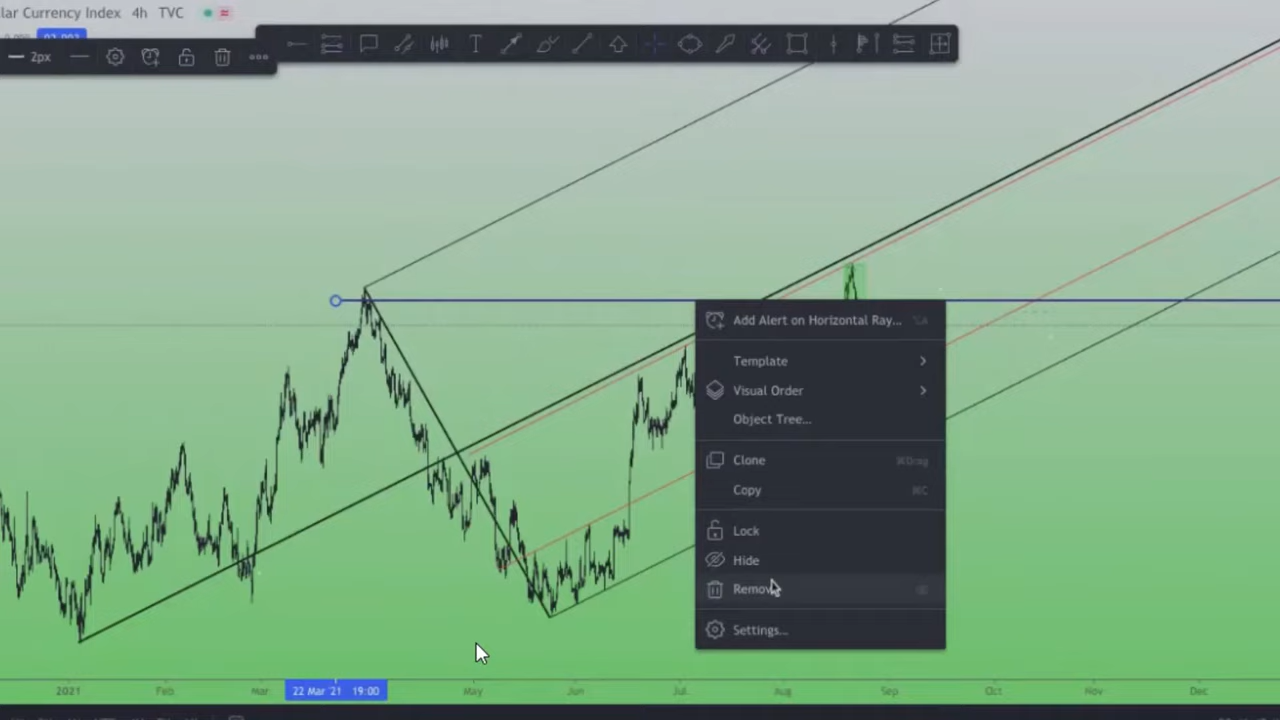 lar Currency Index 4h TVC
2px
T
Add Alert on Horizontal Ray...
Template
Visual Order
Object Tree...
Clone
Copy
Lock
Hide
Remov
Settings...
2021 Feb Mar 22 Mar '21 19:00 May Jun Jul Aug Sep Oct Nov Dec